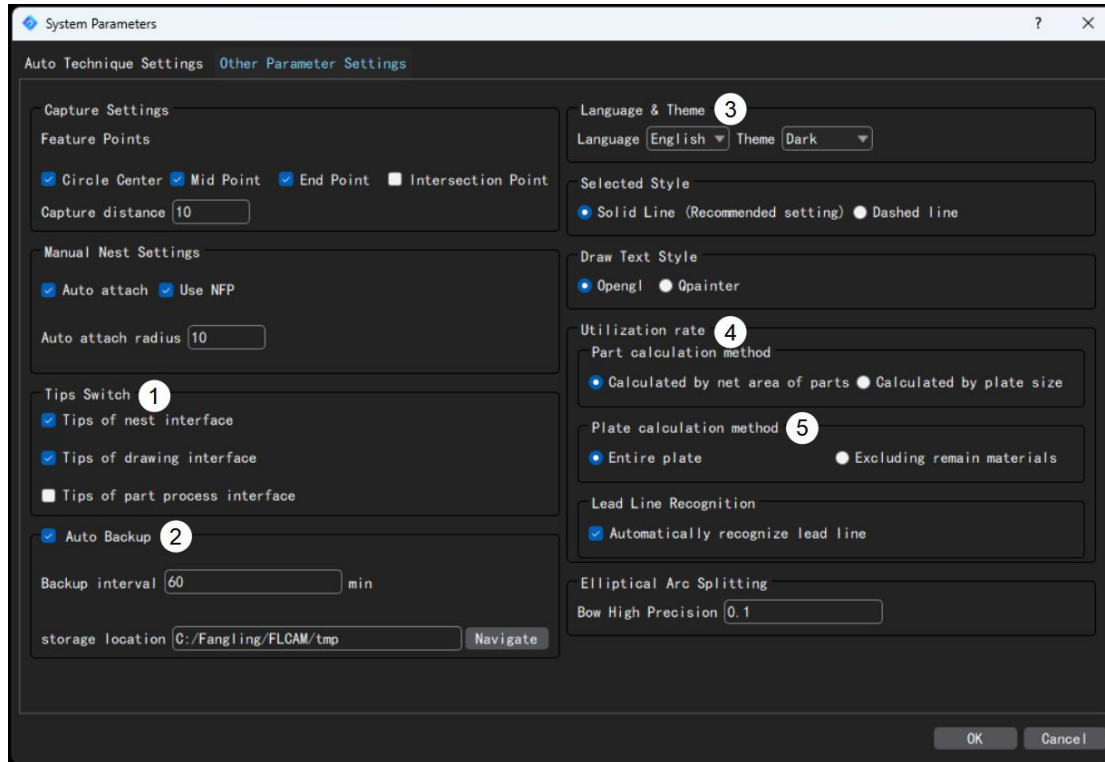 System Parameters ? ×
Auto Technique Settings Other Parameter Settings
Capture Settings
Feature Points
Circle Center Mid Point End Point Intersection Point
Capture distance 10
Manual Nest Settings
Auto attach Use NFP
Auto attach radius 10
Tips Switch 1
Tips of nest interface
Tips of drawing interface
Tips of part process interface
Auto Backup 2
Backup interval 60 min
storage location C:/Fangling/FLCAM/tmp Navigate
Language & Theme 3
Language English Theme Dark
Selected Style
Solid Line (Recommended setting) Dashed line
Draw Text Style
Opengl Qpainter
Utilization rate 4
Part calculation method
Calculated by net area of parts Calculated by plate size
Plate calculation method 5
Entire plate Excluding remain materials
Lead Line Recognition
Automatically recognize lead line
Elliptical Arc Splitting
Bow High Precision 0.1
OK Cancel